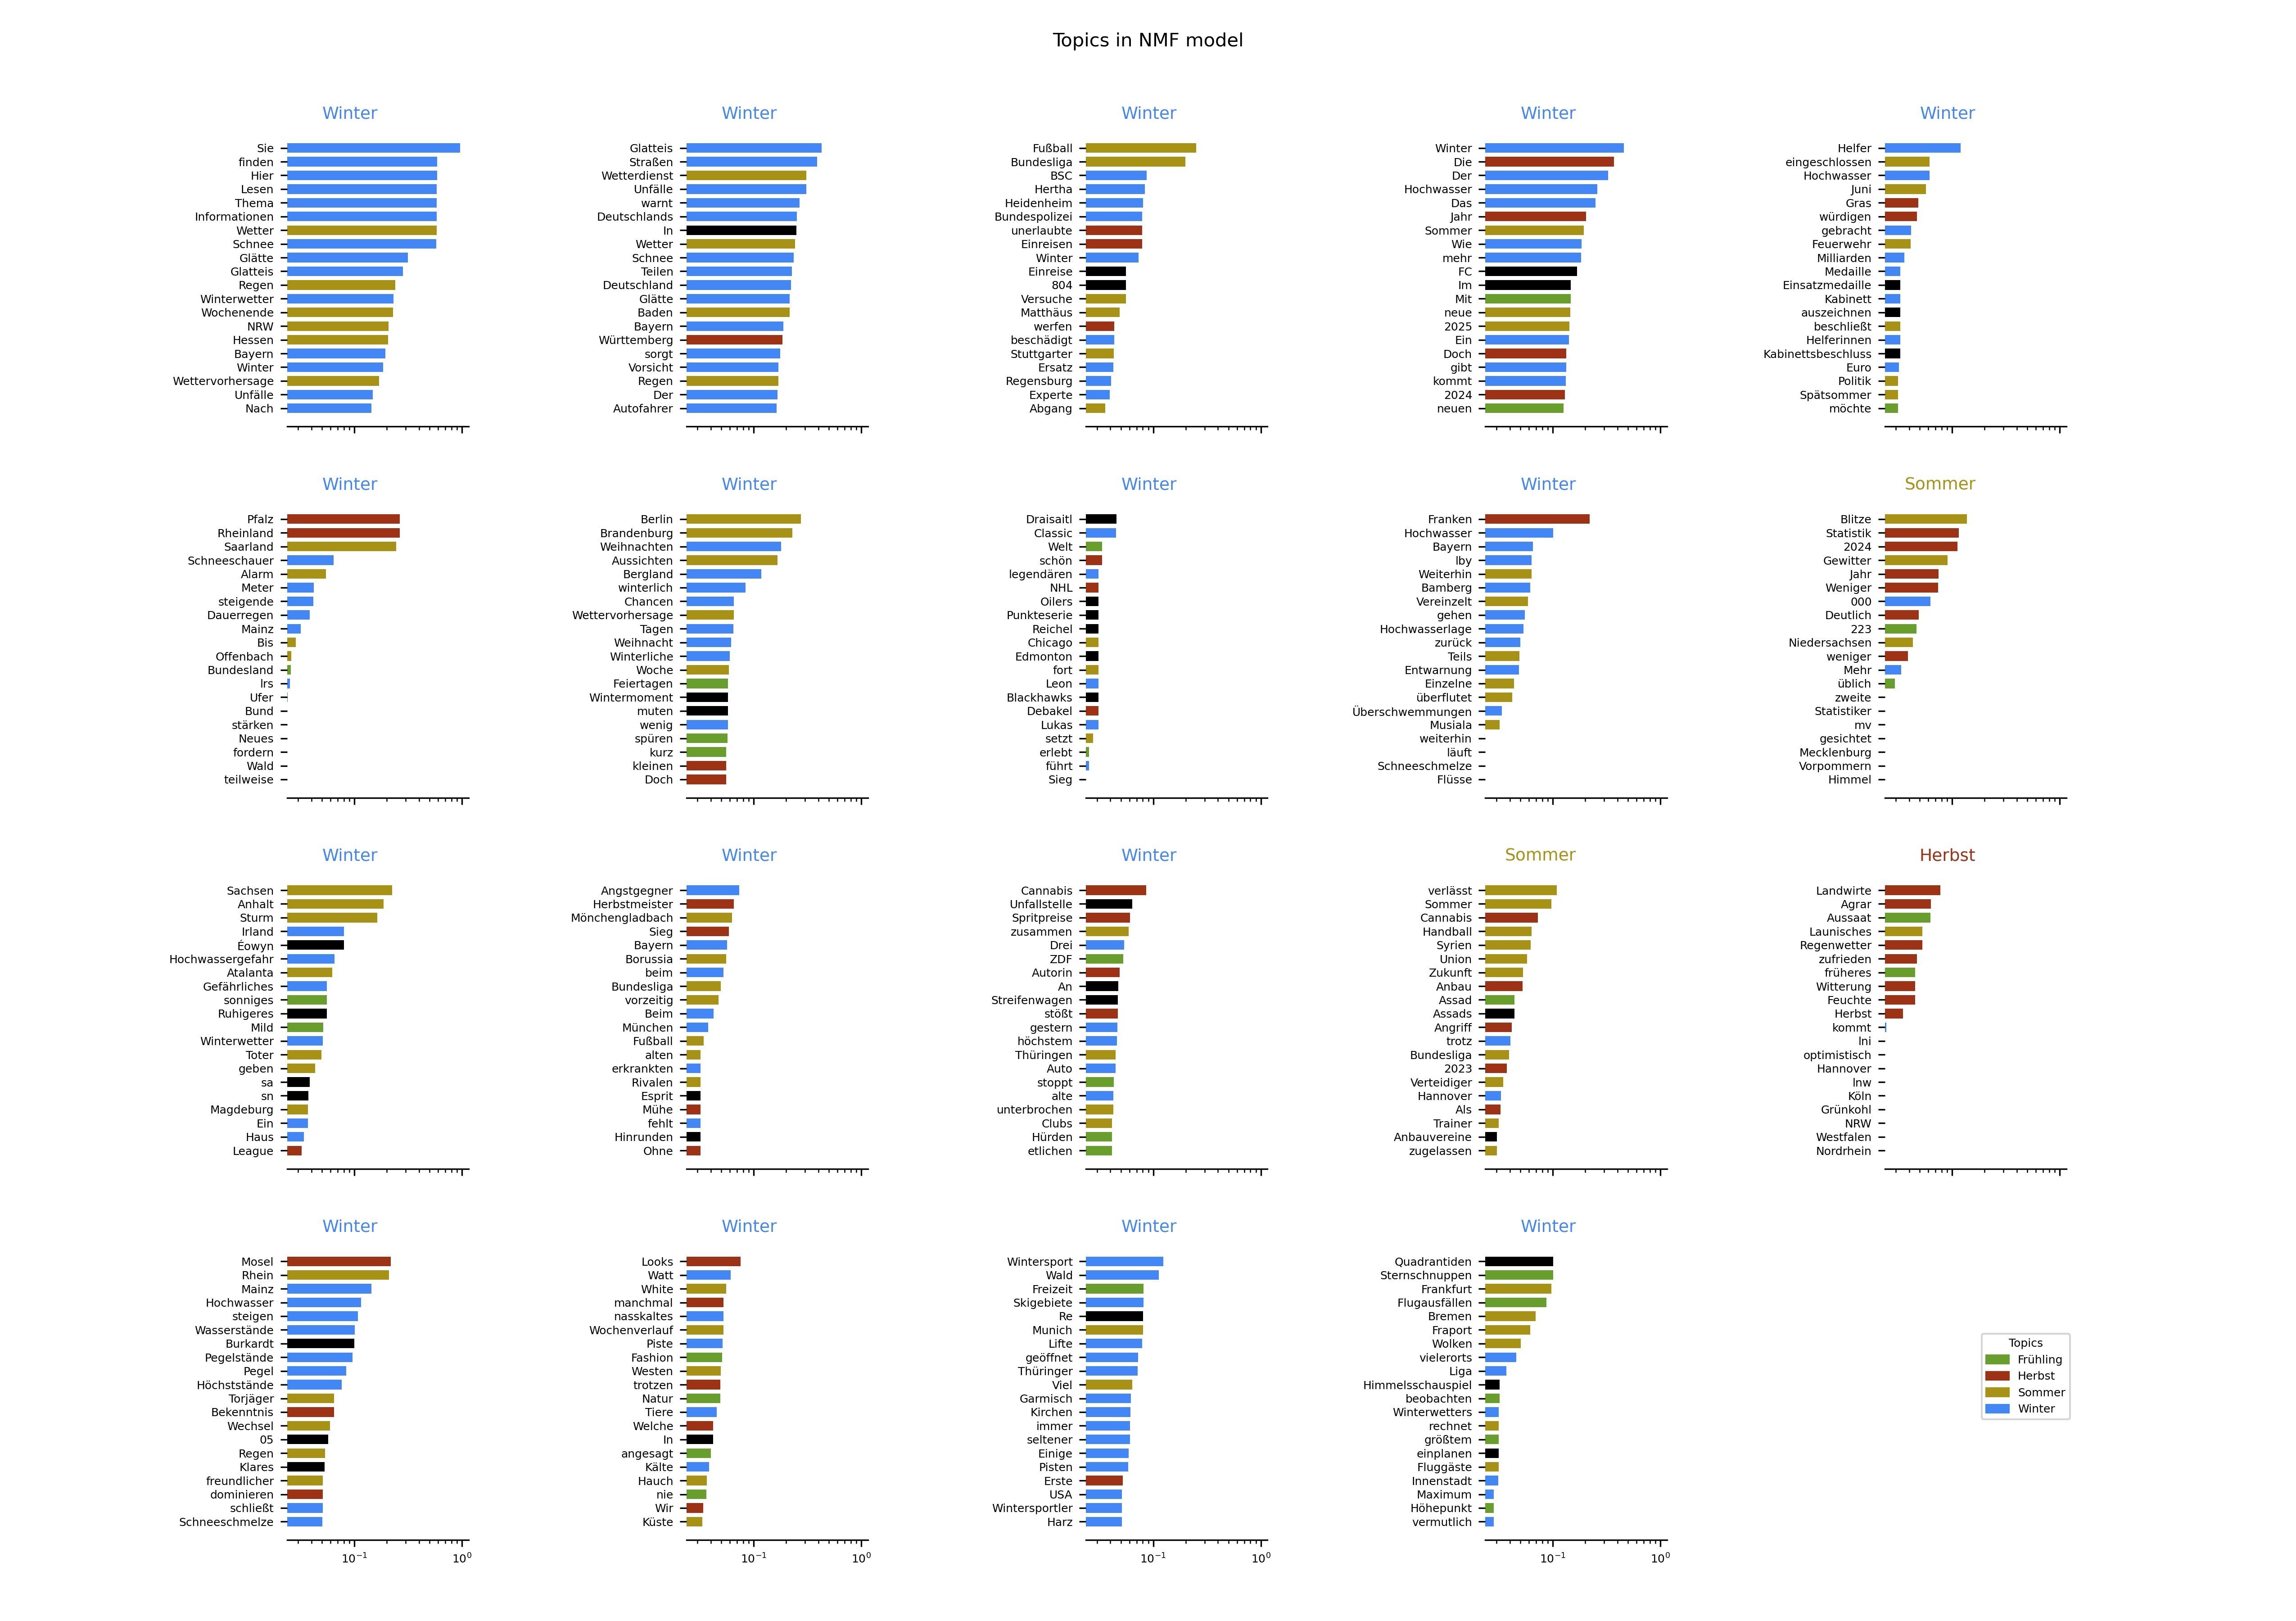 Topics in NMF model
Winter
Sie
finden
Hier
Lesen
Thema
Informationen
Wetter
Schnee
Glätte
Glatteis
Regen
Winterwetter
Wochenende
NRW
Hessen
Bayern
Winter
Wettervorhersage
Unfälle
Nach
Winter
Glatteis
Straßen
Wetterdienst
Unfälle
warnt
Deutschlands
In
Wetter
Schnee
Teilen
Deutschland
Glätte
Baden
Bayern
Württemberg
sorgt
Vorsicht
Regen
Der
Autofahrer
Winter
Fußball
Bundesliga
BSC
Hertha
Heidenheim
Bundespolizei
unerlaubte
Einreisen
Winter
Einreise
804
Versuche
Matthäus
werfen
beschädigt
Stuttgarter
Ersatz
Regensburg
Experte
Abgang
Winter
Winter
Die
Der
Hochwasser
Das
Jahr
Sommer
Wie
mehr
FC
Im
Mit
neue
2025
Ein
Doch
gibt
kommt
2024
neuen
Winter
Helfer
eingeschlossen
Hochwasser
Juni
Gras
würdigen
gebracht
Feuerwehr
Milliarden
Medaille
Einsatzmedaille
Kabinett
auszeichnen
beschließt
Helferinnen
Kabinettsbeschluss
Euro
Politik
Spätsommer
möchte
Winter
Pfalz
Rheinland
Saarland
Schneeschauer
Alarm
Meter
steigende
Dauerregen
Mainz
Bis
Offenbach
Bundesland
lrs
Ufer
Bund
stärken
Neues
fordern
Wald
teilweise
Winter
Berlin
Brandenburg
Weihnachten
Aussichten
Bergland
winterlich
Chancen
Wettervorhersage
Tagen
Weihnacht
Winterliche
Woche
Feiertagen
Wintermoment
muten
wenig
spüren
kurz
kleinen
Doch
Winter
Draisaitl
Classic
Welt
schön
legendären
NHL
Oilers
Punkteserie
Reichel
Chicago
Edmonton
fort
Leon
Blackhawks
Debakel
Lukas
setzt
erlebt
führt
Sieg
Winter
Franken
Hochwasser
Bayern
lby
Weiterhin
Bamberg
Vereinzelt
gehen
Hochwasserlage
zurück
Teils
Entwarnung
Einzelne
überflutet
Überschwemmungen
Musiala
weiterhin
läuft
Schneeschmelze
Flüsse
Sommer
Blitze
Statistik
2024
Gewitter
Jahr
Weniger
000
Deutlich
223
Niedersachsen
weniger
Mehr
üblich
zweite
Statistiker
mv
gesichtet
Mecklenburg
Vorpommern
Himmel
Winter
Sachsen
Anhalt
Sturm
Irland
Éowyn
Hochwassergefahr
Atalanta
Gefährliches
sonniges
Ruhigeres
Mild
Winterwetter
Toter
geben
sa
sn
Magdeburg
Ein
Haus
League
Winter
Angstgegner
Herbstmeister
Mönchengladbach
Sieg
Bayern
Borussia
beim
Bundesliga
vorzeitig
Beim
München
Fußball
alten
erkrankten
Rivalen
Esprit
Mühe
fehlt
Hinrunden
Ohne
Winter
Cannabis
Unfallstelle
Spritpreise
zusammen
Drei
ZDF
Autorin
An
Streifenwagen
stößt
gestern
höchstem
Thüringen
Auto
stoppt
alte
unterbrochen
Clubs
Hürden
etlichen
Sommer
verlässt
Sommer
Cannabis
Handball
Syrien
Union
Zukunft
Anbau
Assad
Assads
Angriff
trotz
Bundesliga
2023
Verteidiger
Hannover
Als
Trainer
Anbauvereine
zugelassen
Herbst
Landwirte
Agrar
Aussaat
Launisches
Regenwetter
zufrieden
früheres
Witterung
Feuchte
Herbst
kommt
lni
optimistisch
Hannover
lnw
Köln
Grünkohl
NRW
Westfalen
Nordrhein
Winter
Mosel
Rhein
Mainz
Hochwasser
steigen
Wasserstände
Burkardt
Pegelstände
Pegel
Höchststände
Torjäger
Bekenntnis
Wechsel
05
Regen
Klares
freundlicher
dominieren
schließt
Schneeschmelze
10⁻¹ 10⁰
Winter
Looks
Watt
White
manchmal
nasskaltes
Wochenverlauf
Piste
Fashion
Westen
trotzen
Natur
Tiere
Welche
In
angesagt
Kälte
Hauch
nie
Wir
Küste
10⁻¹ 10⁰
Winter
Wintersport
Wald
Freizeit
Skigebiete
Re
Munich
Lifte
geöffnet
Thüringer
Viel
Garmisch
Kirchen
immer
seltener
Einige
Pisten
Erste
USA
Wintersportler
Harz
10⁻¹ 10⁰
Winter
Quadrantiden
Sternschnuppen
Frankfurt
Flugausfällen
Bremen
Fraport
Wolken
vielerorts
Liga
Himmelsschauspiel
beobachten
Winterwetters
rechnet
größtem
einplanen
Fluggäste
Innenstadt
Maximum
Höhepunkt
vermutlich
10⁻¹ 10⁰
Topics
Frühling
Herbst
Sommer
Winter